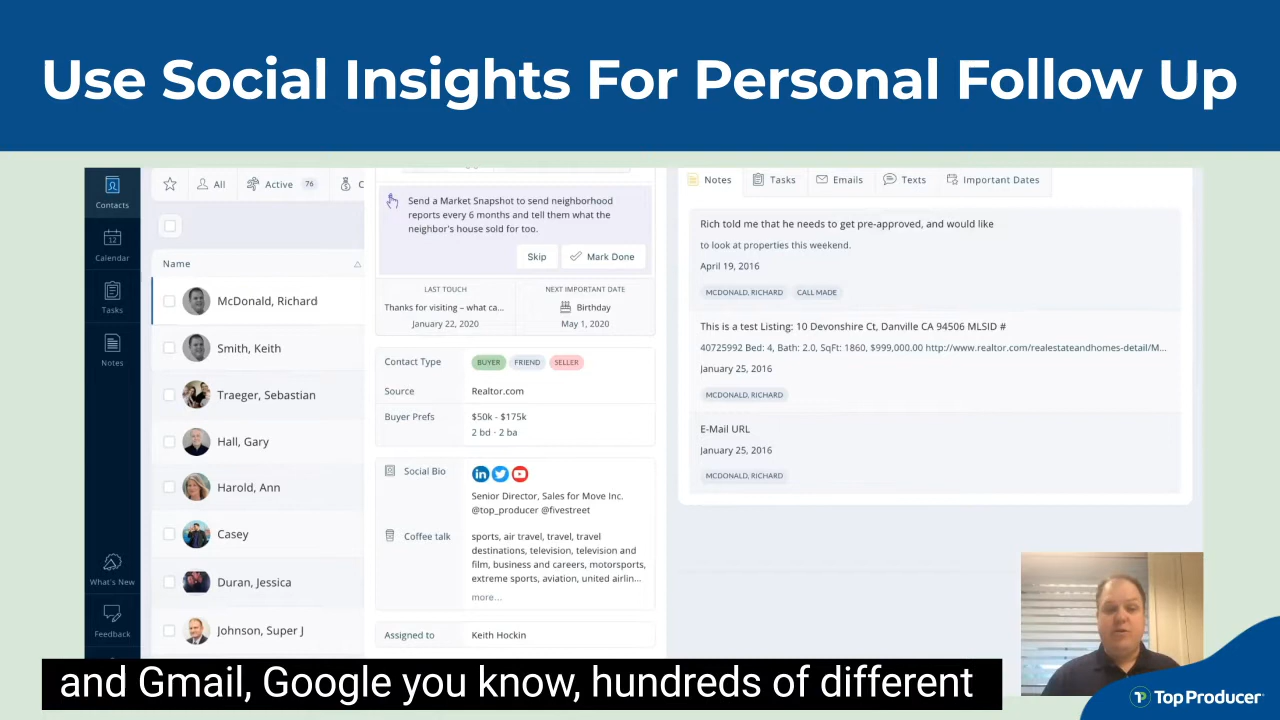 Use Social Insights For Personal Follow Up
Contacts
12
Calendar
Tasks
Notes
What's New
Feedback
All
Active 76
C
Name
McDonald, Richard
Smith, Keith
Traeger, Sebastian
Hall, Gary
Harold, Ann
Casey
Duran, Jessica
Johnson, Super J
Send a Market Snapshot to send neighborhood
reports every 6 months and tell them what the
neighbor's house sold for too.
Skip
Mark Done
LAST TOUCH
Thanks for visiting – what ca...
January 22, 2020
NEXT IMPORTANT DATE
Birthday
May 1, 2020
Contact Type BUYER FRIEND SELLER
Source Realtor.com
Buyer Prefs $50k - $175k
2 bd · 2 ba
Social Bio
in
Senior Director, Sales for Move Inc.
@top_producer @fivestreet
Coffee talk sports, air travel, travel, travel
destinations, television, television and
film, business and careers, motorsports,
extreme sports, aviation, united airlin...
more...
Assigned to Keith Hockin
Notes
Tasks
Emails
Texts
Important Dates
Rich told me that he needs to get pre-approved, and would like
to look at properties this weekend.
April 19, 2016
MCDONALD, RICHARD CALL MADE
This is a test Listing: 10 Devonshire Ct, Danville CA 94506 MLSID #
40725992 Bed: 4, Bath: 2.0, SqFt: 1860, $999,000.00 http://www.realtor.com/realestateandhomes-detail/M...
January 25, 2016
MCDONALD, RICHARD
E-Mail URL
January 25, 2016
MCDONALD, RICHARD
and Gmail, Google you know, hundreds of different
Top Producer